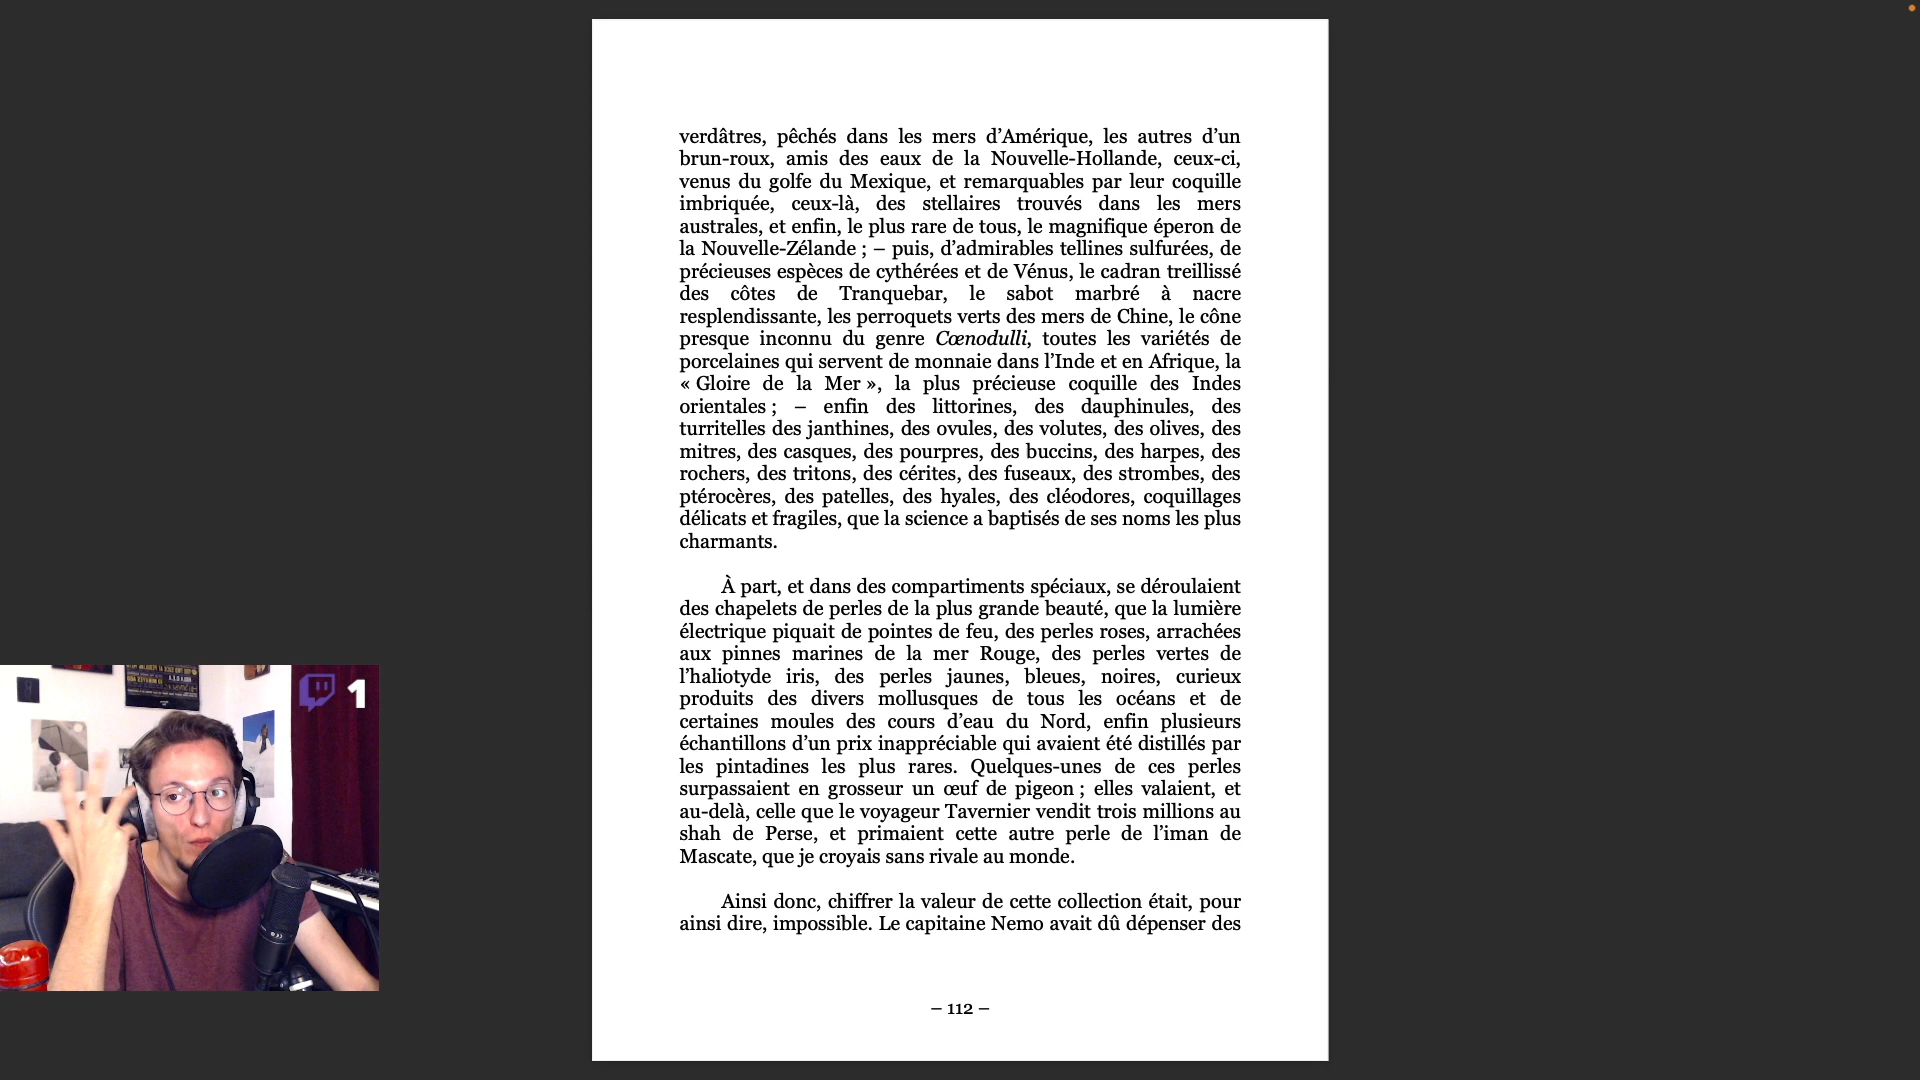 verdâtres, pêchés dans les mers d’Amérique, les autres d’un
brun-roux, amis des eaux de la Nouvelle-Hollande, ceux-ci,
venus du golfe du Mexique, et remarquables par leur coquille
imbriquée, ceux-là, des stellaires trouvés dans les mers
australes, et enfin, le plus rare de tous, le magnifique éperon de
la Nouvelle-Zélande ; – puis, d’admirables tellines sulfurées, de
précieuses espèces de cythérées et de Vénus, le cadran treillissé
des côtes de Tranquebar, le sabot marbré à nacre
resplendissante, les perroquets verts des mers de Chine, le cône
presque inconnu du genre Cœnodulli, toutes les variétés de
porcelaines qui servent de monnaie dans l’Inde et en Afrique, la
« Gloire de la Mer », la plus précieuse coquille des Indes
orientales ; – enfin des littorines, des dauphinules, des
turritelles des janthines, des ovules, des volutes, des olives, des
mitres, des casques, des pourpres, des buccins, des harpes, des
rochers, des tritons, des cérites, des fuseaux, des strombes, des
ptérocères, des patelles, des hyales, des cléodores, coquillages
délicats et fragiles, que la science a baptisés de ses noms les plus
charmants.
À part, et dans des compartiments spéciaux, se déroulaient
des chapelets de perles de la plus grande beauté, que la lumière
électrique piquait de pointes de feu, des perles roses, arrachées
aux pinnes marines de la mer Rouge, des perles vertes de
l’haliotyde iris, des perles jaunes, bleues, noires, curieux
produits des divers mollusques de tous les océans et de
certaines moules des cours d’eau du Nord, enfin plusieurs
échantillons d’un prix inappréciable qui avaient été distillés par
les pintadines les plus rares. Quelques-unes de ces perles
surpassaient en grosseur un œuf de pigeon ; elles valaient, et
au-delà, celle que le voyageur Tavernier vendit trois millions au
shah de Perse, et primaient cette autre perle de l’iman de
Mascate, que je croyais sans rivale au monde.
Ainsi donc, chiffrer la valeur de cette collection était, pour
ainsi dire, impossible. Le capitaine Nemo avait dû dépenser des
– 112 –
1